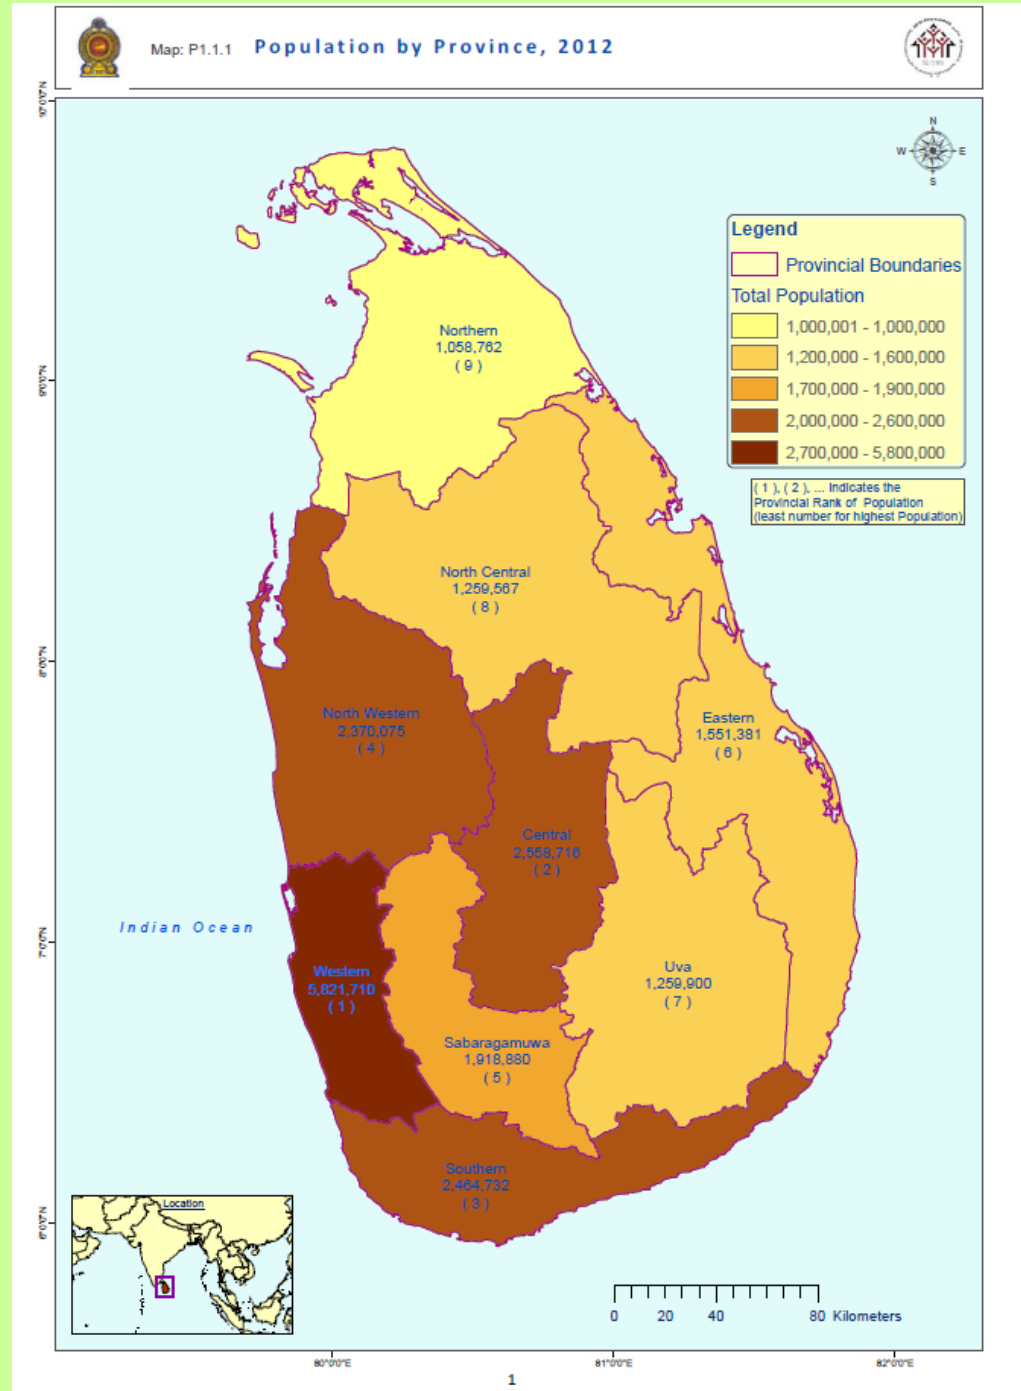 Map: P1.1.1 Population by Province, 2012
N
W E
S
Legend
Provincial Boundaries
Total Population
1,000,001 - 1,000,000
1,200,000 - 1,600,000
1,700,000 - 1,900,000
2,000,000 - 2,600,000
2,700,000 - 5,800,000
( 1 ), ( 2 ), ... Indicates the
Provincial Rank of Population
(least number for highest Population)
Northern
1,058,762
( 9 )
North Central
1,259,567
( 8 )
North Western
2,370,075
( 4 )
Eastern
1,551,381
( 6 )
Central
2,558,716
( 2 )
Indian Ocean
Western
5,821,710
( 1 )
Uva
1,259,900
( 7 )
Sabaragamuwa
1,918,880
( 5 )
Southern
2,464,732
( 3 )
Location
0 20 40 80 Kilometers
9°0'0"N
8°0'0"N
7°0'0"N
6°0'0"N
80°0'0"E 81°0'0"E 82°0'0"E
1